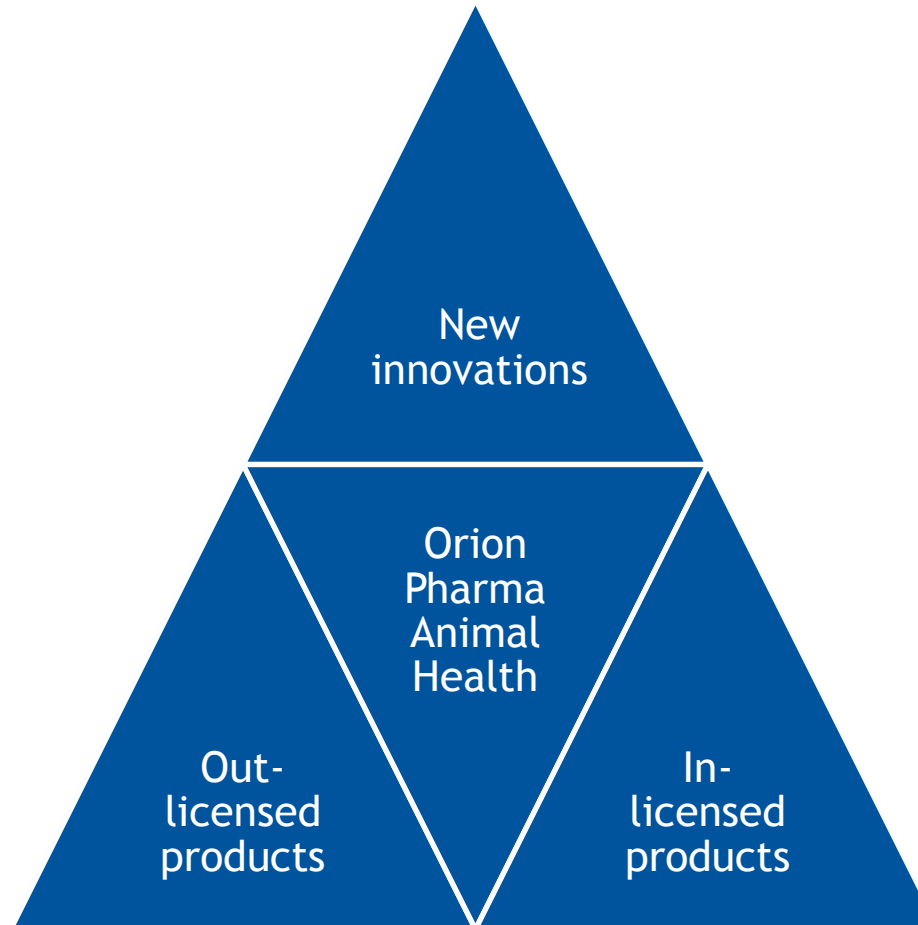 New
innovations
Orion
Pharma
Animal
Health
Out-
licensed
products
In-
licensed
products